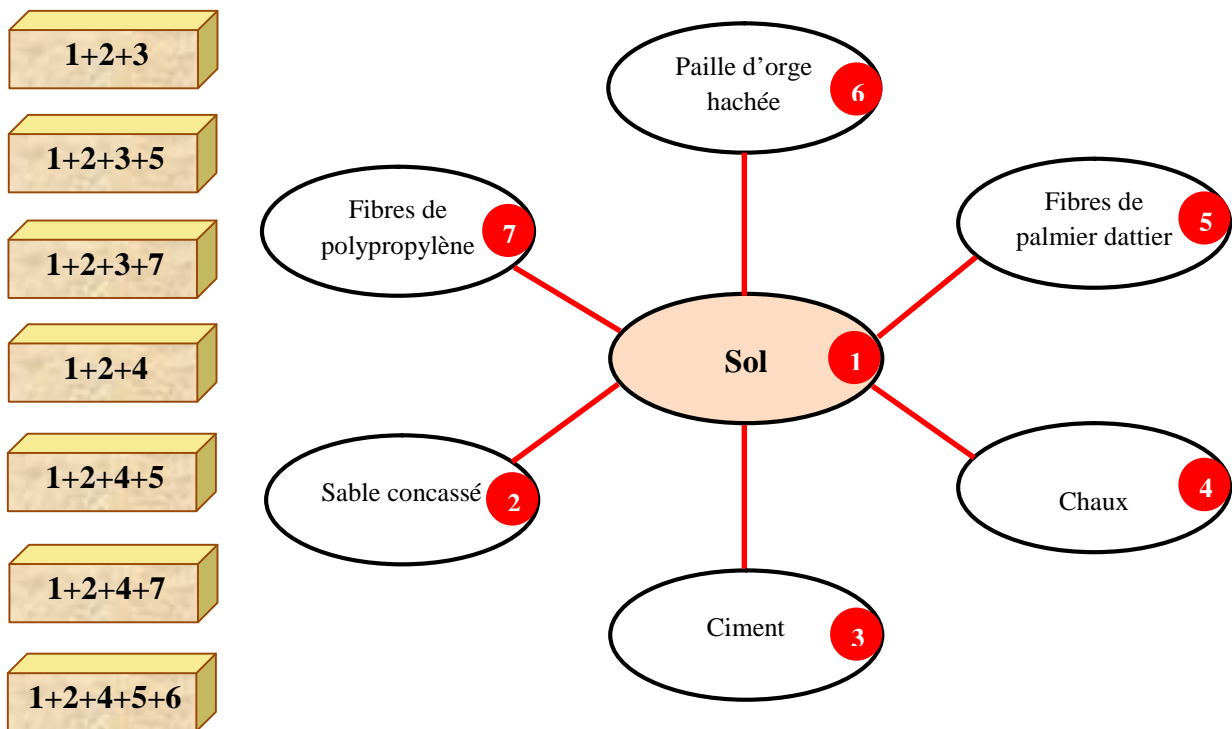 1+2+3
1+2+3+5
1+2+3+7
1+2+4
1+2+4+5
1+2+4+7
1+2+4+5+6
Paille d'orge
hachée
6
Fibres de
polypropylène
7
Fibres de
palmier dattier
5
Sol
1
Sable concassé
2
Chaux
4
Ciment
3